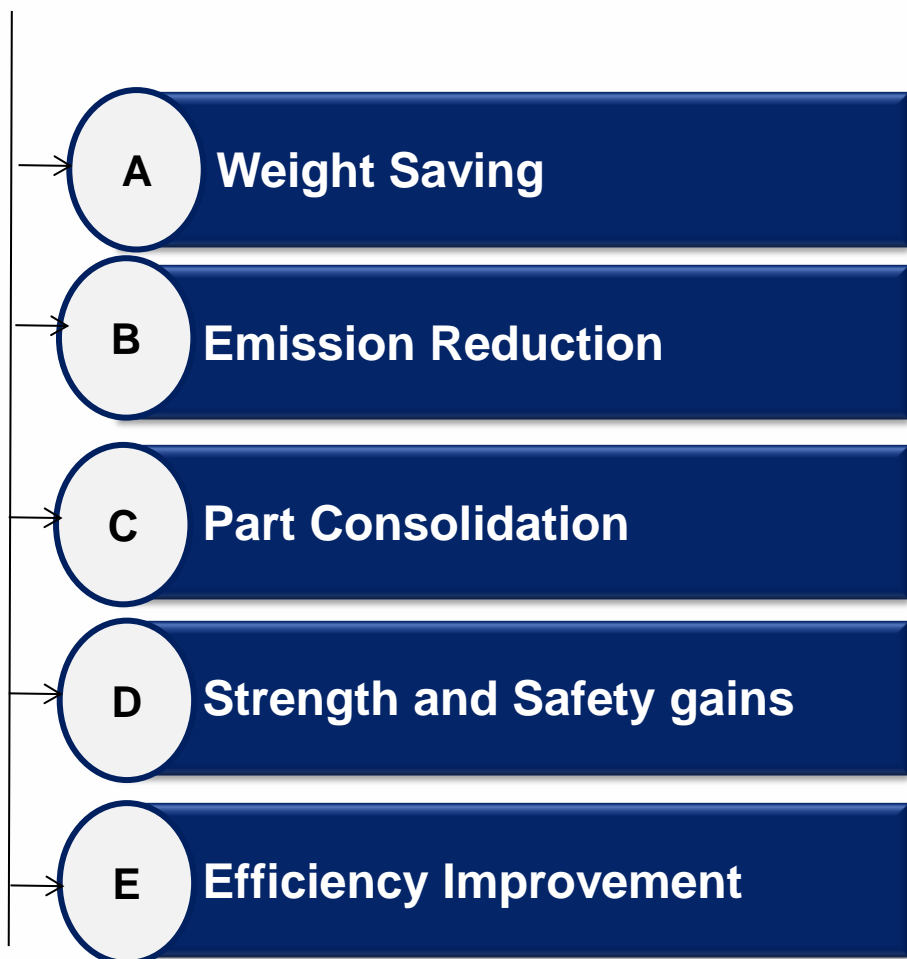 A Weight Saving
B Emission Reduction
C Part Consolidation
D Strength and Safety gains
E Efficiency Improvement